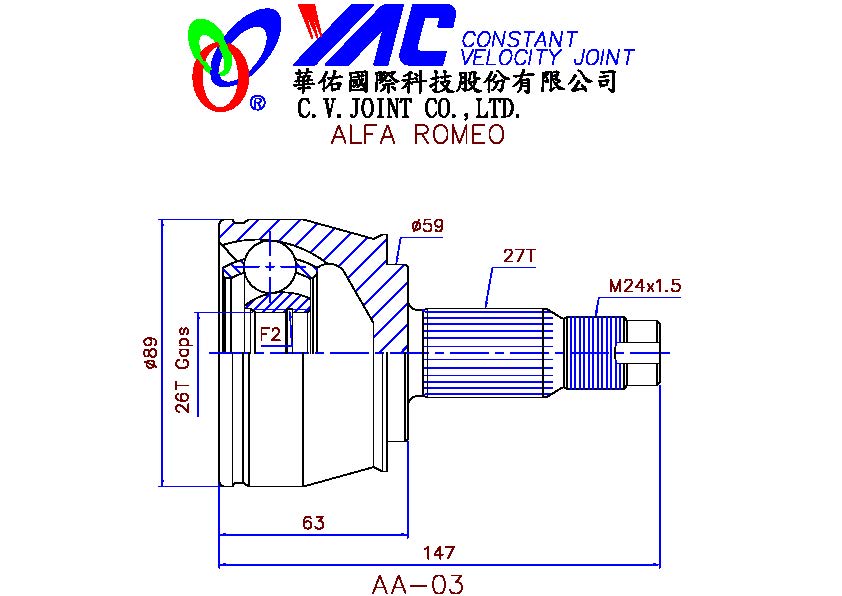 YAC CONSTANT
VELOCITY JOINT
®
華佑國際科技股份有限公司
C.V.JOINT CO.,LTD.
ALFA ROMEO
ø59
27T
M24x1.5
F2
ø89
26T Gaps
63
147
AA-03